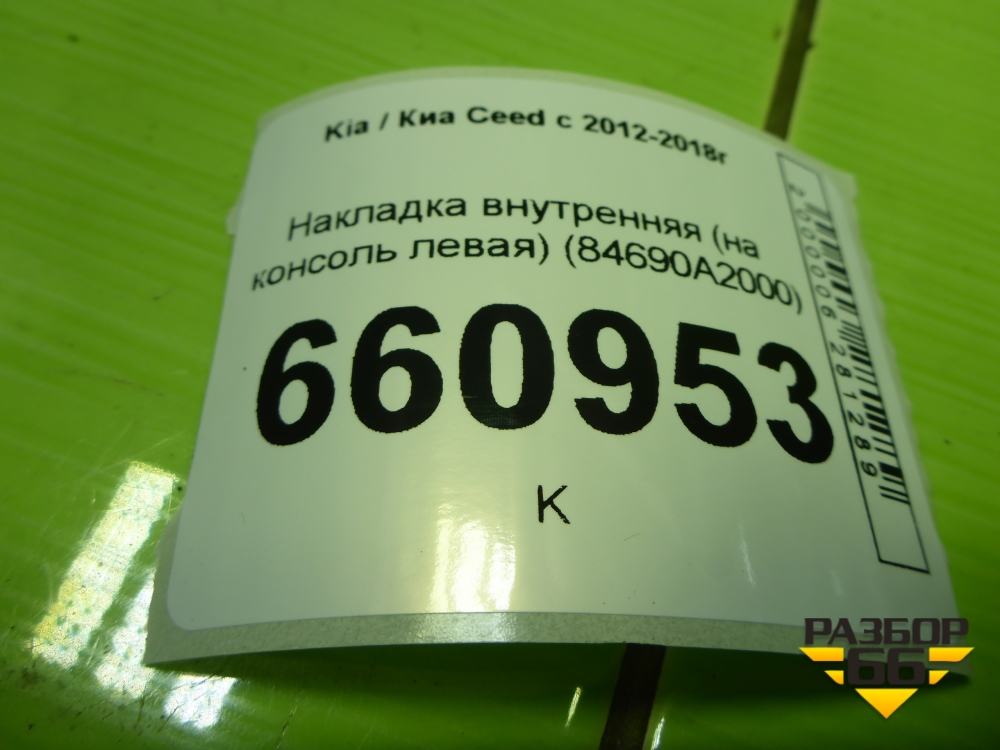 Kia / Киа Ceed с 2012-2018г
Накладка внутренняя (на
консоль левая) (84690A2000)
660953
К
2000006281289
РАЗБОР
66